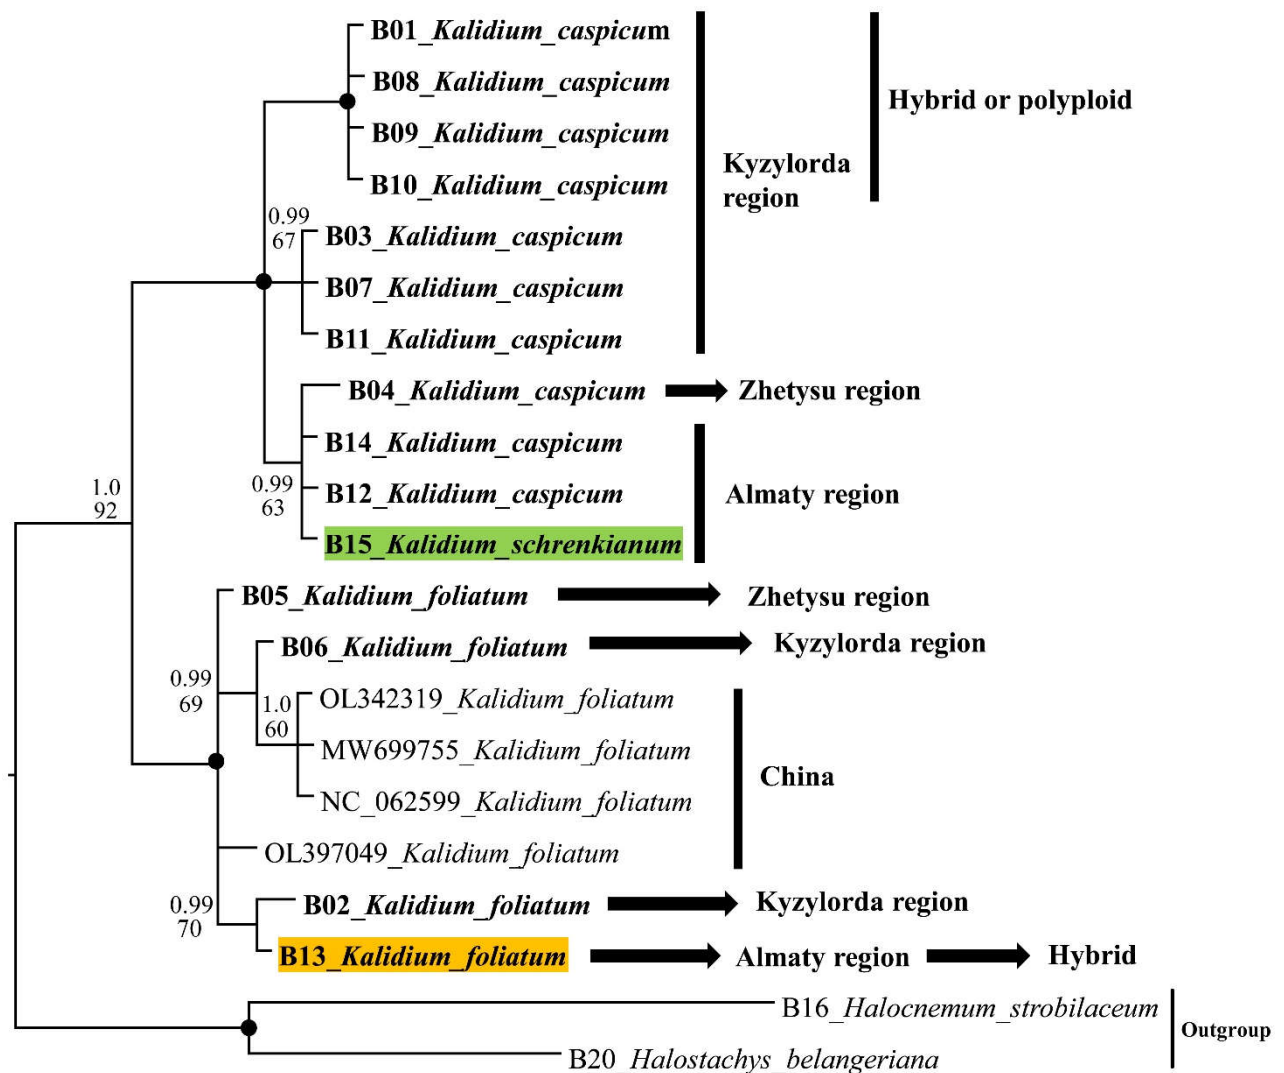 B01_Kalidium_caspicum
B08_Kalidium_caspicum
Hybrid or polyploid
B09_Kalidium_caspicum
Kyzylorda
region
B10_Kalidium_caspicum
0.99
67
B03_Kalidium_caspicum
B07_Kalidium_caspicum
B11_Kalidium_caspicum
B04_Kalidium_caspicum
Zhetysu region
B14_Kalidium_caspicum
1.0
92
0.99
63
B12_Kalidium_caspicum
Almaty region
B15_Kalidium_schrenkianum
B05_Kalidium_foliatum
Zhetysu region
B06_Kalidium_foliatum
Kyzylorda region
0.99
69
1.0
60
OL342319_Kalidium_foliatum
MW699755_Kalidium_foliatum
China
NC_062599_Kalidium_foliatum
OL397049_Kalidium_foliatum
0.99
70
B02_Kalidium_foliatum
Kyzylorda region
B13_Kalidium_foliatum
Almaty region
Hybrid
B16_Halocnemum_strobilaceum
Outgroup
B20_Halostachys_belangeriana